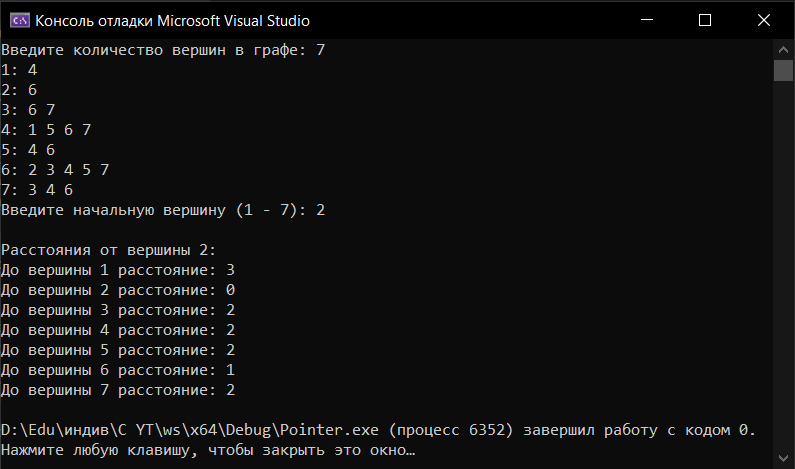 Консоль отладки Microsoft Visual Studio
Введите количество вершин в графе: 7
1: 4
2: 6
3: 6 7
4: 1 5 6 7
5: 4 6
6: 2 3 4 5 7
7: 3 4 6
Введите начальную вершину (1 - 7): 2
Расстояния от вершины 2:
До вершины 1 расстояние: 3
До вершины 2 расстояние: 0
До вершины 3 расстояние: 2
До вершины 4 расстояние: 2
До вершины 5 расстояние: 2
До вершины 6 расстояние: 1
До вершины 7 расстояние: 2
D:\Edu\индив\C YT\ws\x64\Debug\Pointer.exe (процесс 6352) завершил работу с кодом 0.
Нажмите любую клавишу, чтобы закрыть это окно…